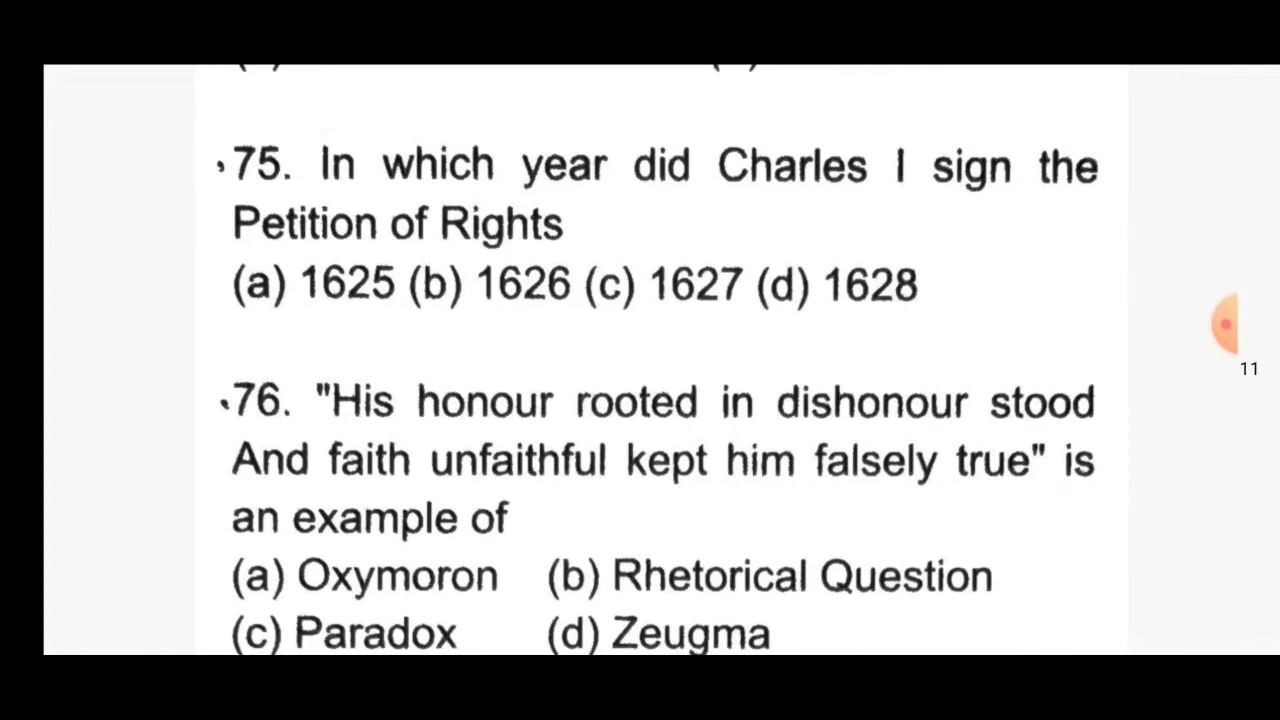 75. In which year did Charles I sign the
Petition of Rights
(a) 1625 (b) 1626 (c) 1627 (d) 1628
76. "His honour rooted in dishonour stood
And faith unfaithful kept him falsely true" is
an example of
(a) Oxymoron (b) Rhetorical Question
(c) Paradox (d) Zeugma
11